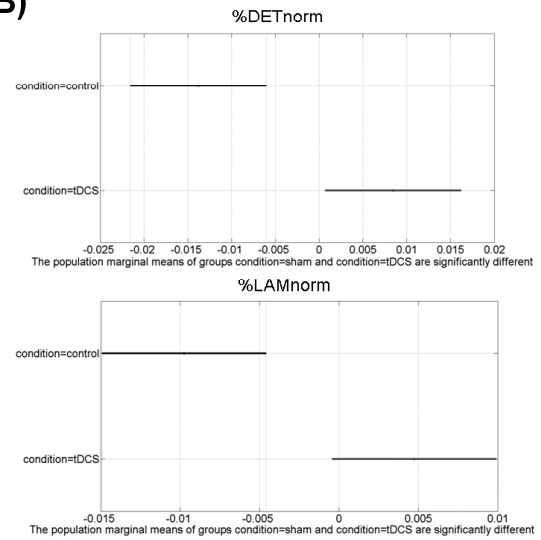 B)
%DETnorm
condition=control
condition=tDCS
-0.025 -0.02 -0.015 -0.01 -0.005 0 0.005 0.01 0.015 0.02
The population marginal means of groups condition=sham and condition=tDCS are significantly different
%LAMnorm
condition=control
condition=tDCS
-0.015 -0.01 -0.005 0 0.005 0.01
The population marginal means of groups condition=sham and condition=tDCS are significantly different